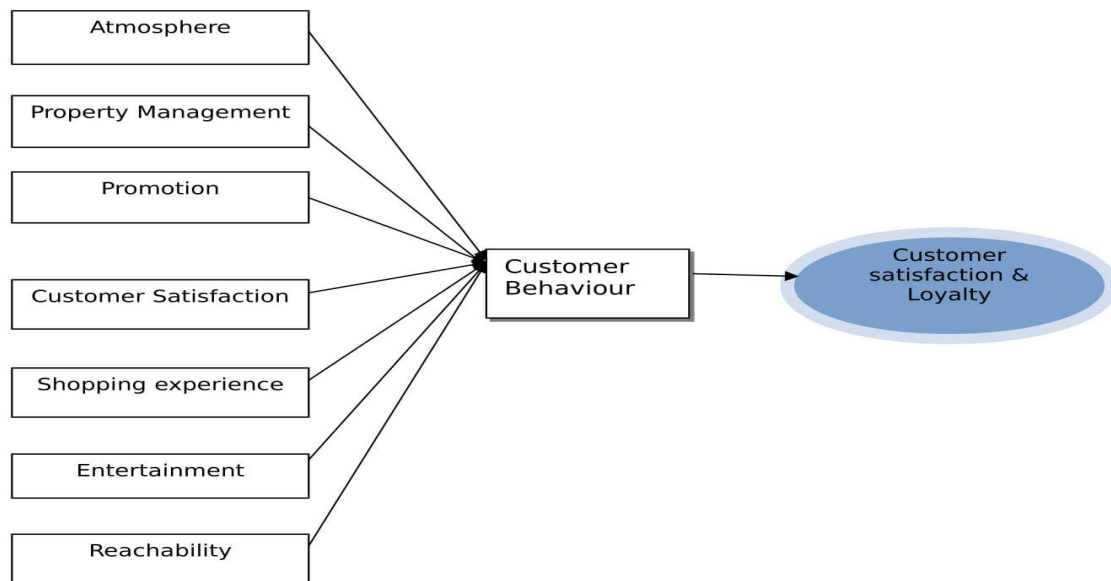 Atmosphere
Property Management
Promotion
Customer Satisfaction
Shopping experience
Entertainment
Reachability
Customer
Behaviour
Customer
satisfaction &
Loyalty